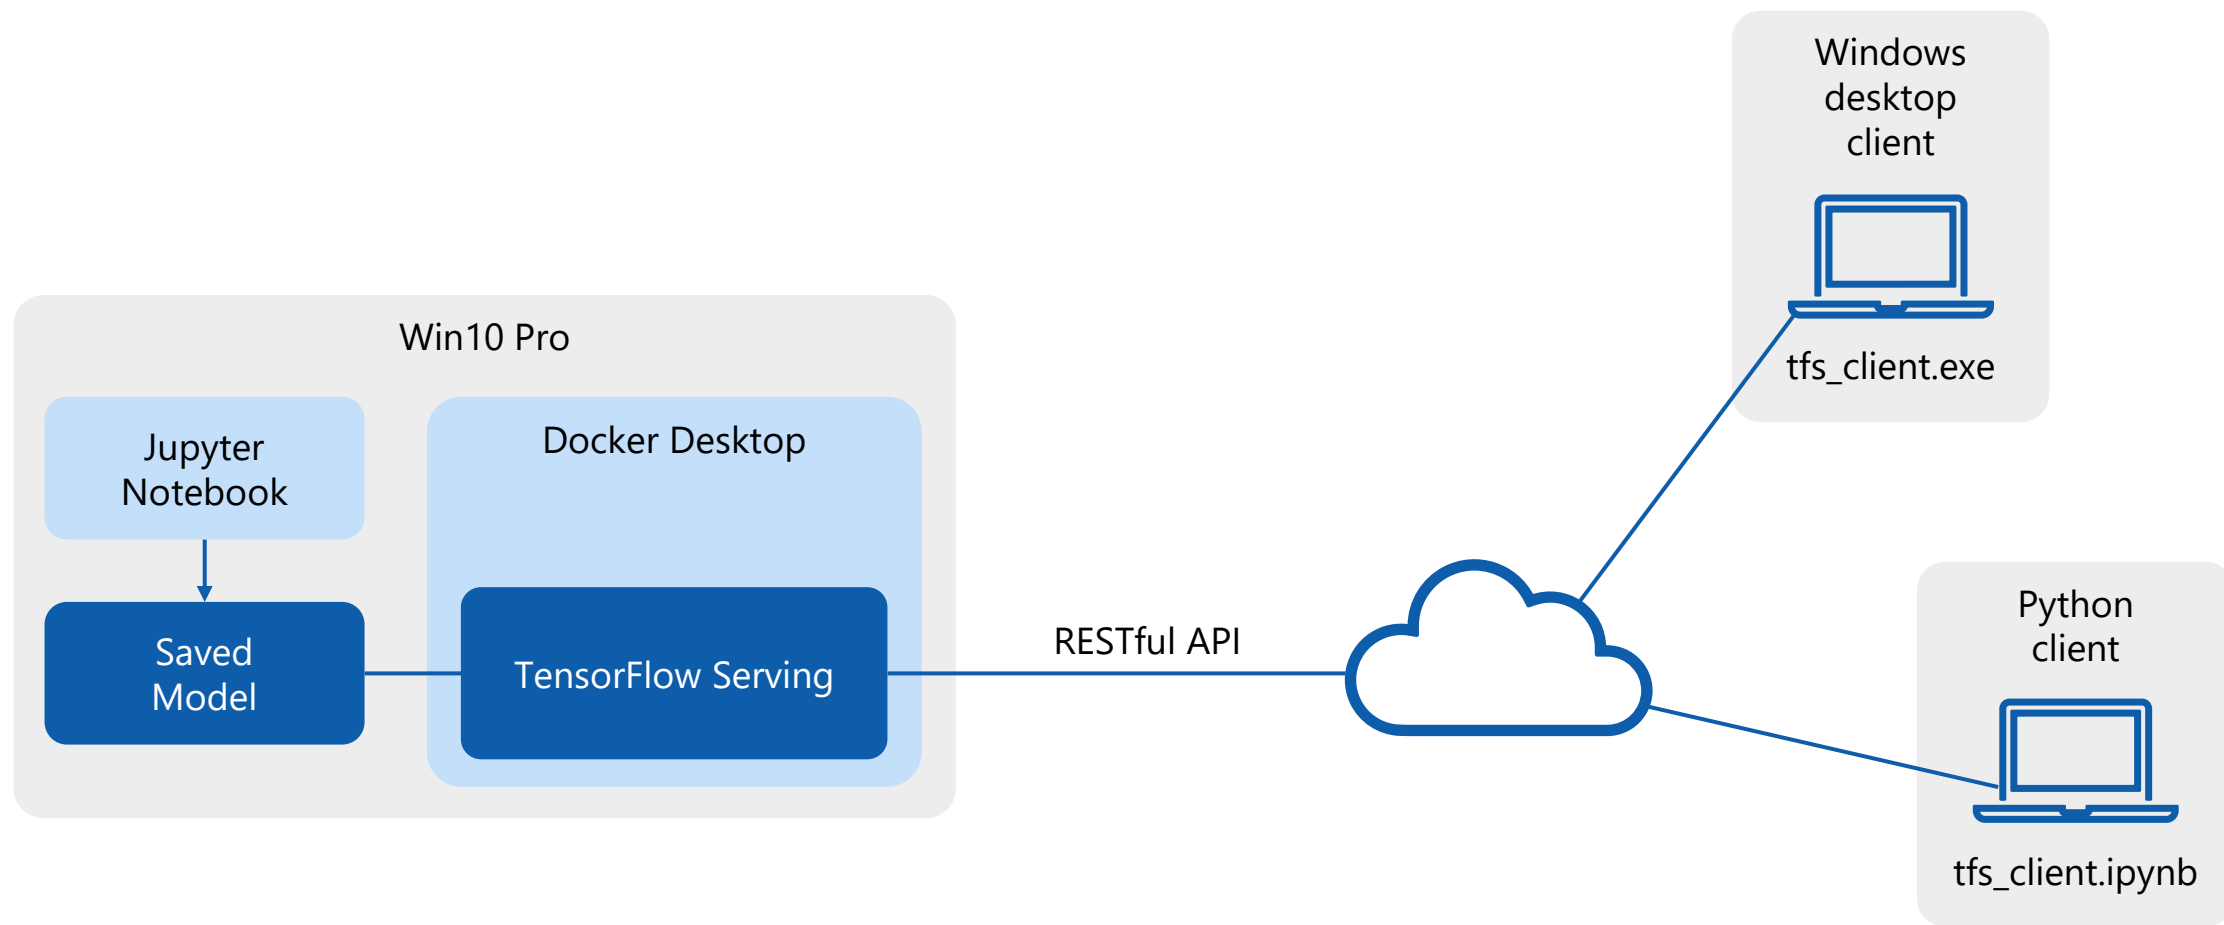 Windows
desktop
client
tfs_client.exe
Win10 Pro
Jupyter
Notebook
Docker Desktop
Saved
Model
TensorFlow Serving
RESTful API
Python
client
tfs_client.ipynb